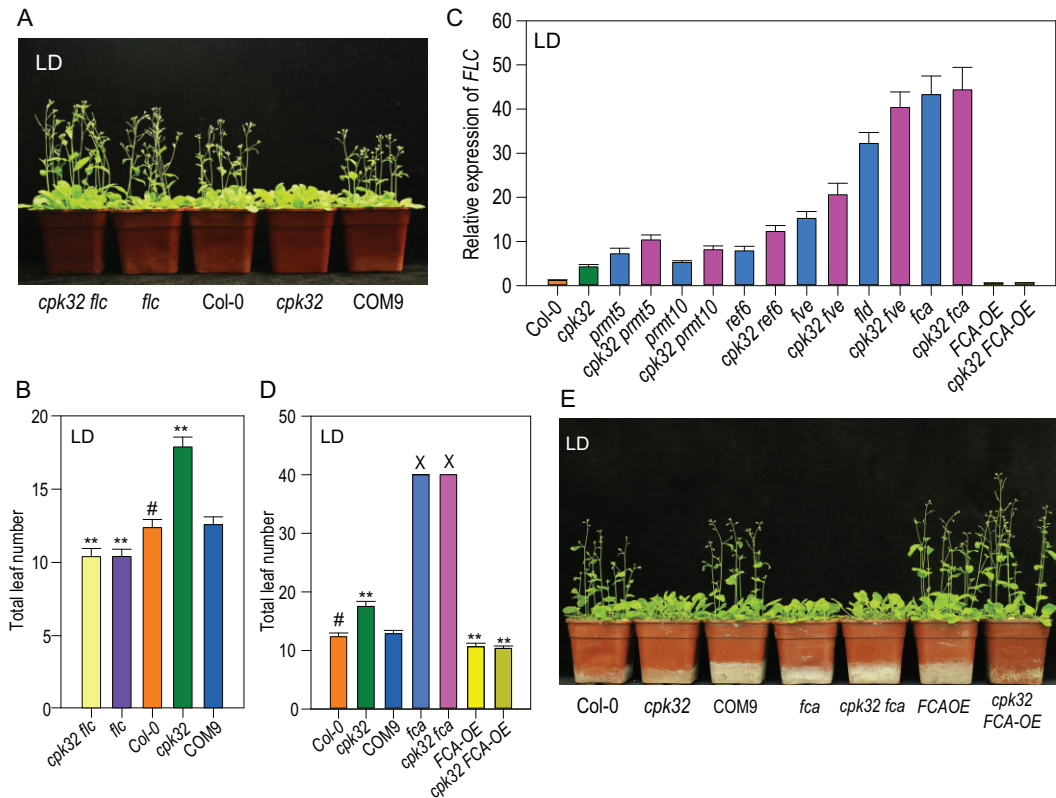 A
LD
cpk32 flc
flc
Col-0
cpk32
COM9
B
20
15
10
5
0
Total leaf number
LD
**
**
#
**
cpk32 flc
flc
Col-0
cpk32
COM9
C
60
50
40
30
20
10
0
Relative expression of FLC
LD
Col-0
cpk32
prmt5
cpk32 prmt5
prmt10
cpk32 prmt10
ref6
cpk32 ref6
fve
cpk32 fve
fld
cpk32 fve
fca
cpk32 fca
FCA-OE
cpk32 FCA-OE
D
50
40
30
20
10
0
Total leaf number
LD
#
**
X
X
**
**
Col-0
cpk32
COM9
fca
cpk32 fca
FCA-OE
cpk32 FCA-OE
E
LD
Col-0
cpk32
COM9
fca
cpk32 fca
FCAOE
cpk32
FCA-OE